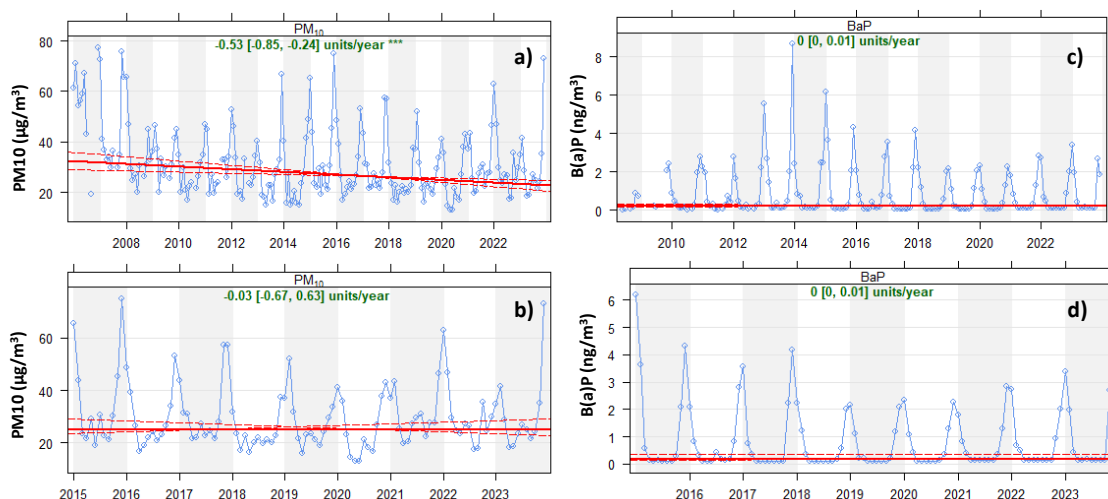 PM₁₀
-0.53 [-0.85, -0.24] units/year ***
a)
PM10 (µg/m³)
80
60
40
20
2008 2010 2012 2014 2016 2018 2020 2022
BaP
0 [0, 0.01] units/year
c)
B(a)P (ng/m³)
8
6
4
2
0
2010 2012 2014 2016 2018 2020 2022
PM₁₀
-0.03 [-0.67, 0.63] units/year
b)
PM10 (µg/m³)
60
40
20
2015 2016 2017 2018 2019 2020 2021 2022 2023
BaP
0 [0, 0.01] units/year
d)
B(a)P (ng/m³)
6
5
4
3
2
1
0
2016 2017 2018 2019 2020 2021 2022 2023